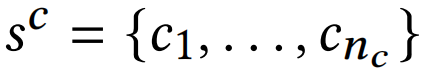 s^c = {c_1, . . . , c_{n_c}}